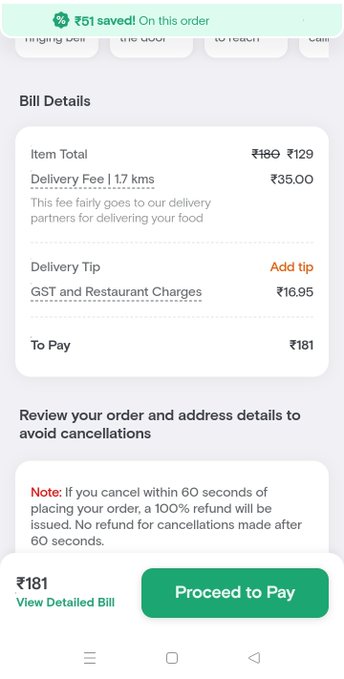 ₹51 saved! On this order
ringing bell the door to reach
Bill Details
Item Total ₹180 ₹129
Delivery Fee | 1.7 kms ₹35.00
This fee fairly goes to our delivery
partners for delivering your food
Delivery Tip Add tip
GST and Restaurant Charges ₹16.95
To Pay ₹181
Review your order and address details to
avoid cancellations
Note: If you cancel within 60 seconds of
placing your order, a 100% refund will be
issued. No refund for cancellations made after
60 seconds.
₹181
View Detailed Bill
Proceed to Pay